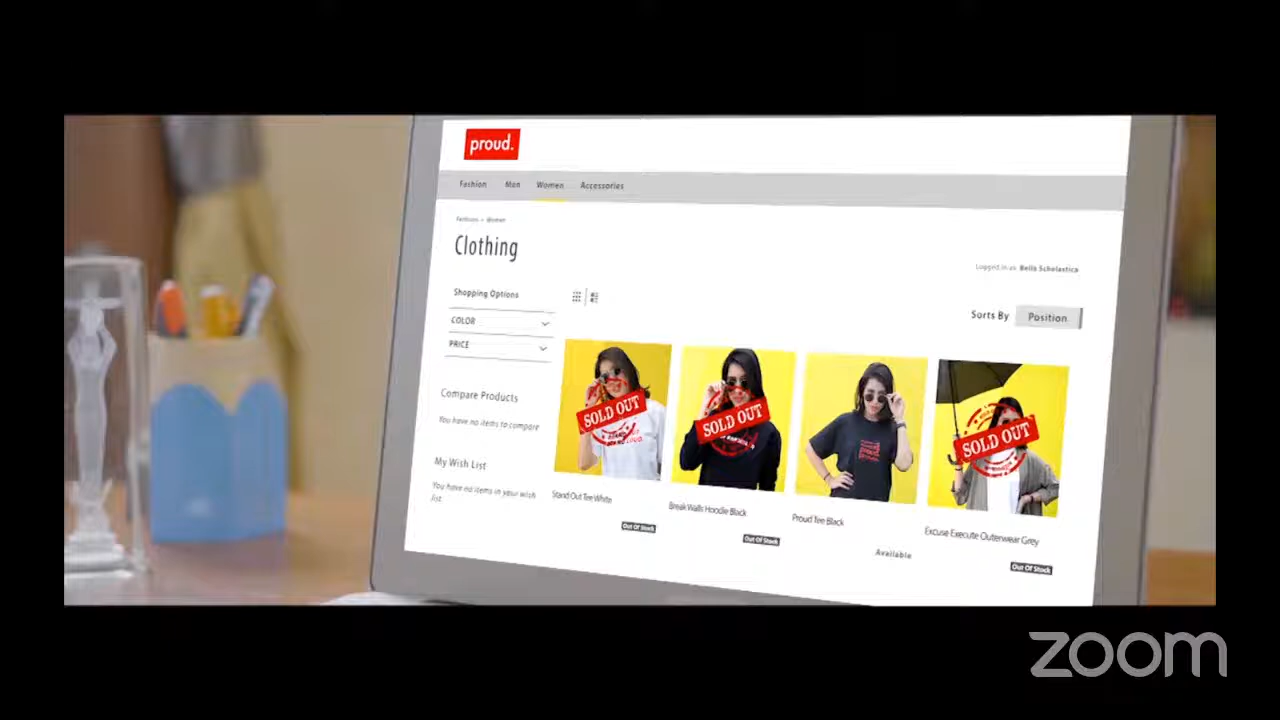 proud.
Fashion Men Women Accessories
Fashion > Women
Clothing
Logged in as Bella Scholastica
Shopping Options
Sorts By Position
COLOR
PRICE
Compare Products
You have no items to compare
My Wish List
You have no items in your wish
list.
SOLD OUT
SOLD OUT
SOLD OUT
Stand Out Tee White
Out Of Stock
Break Walls Hoodie Black
Out Of Stock
Proud Tee Black
Available
Excuse Execute Outerwear Grey
Out Of Stock
zoom